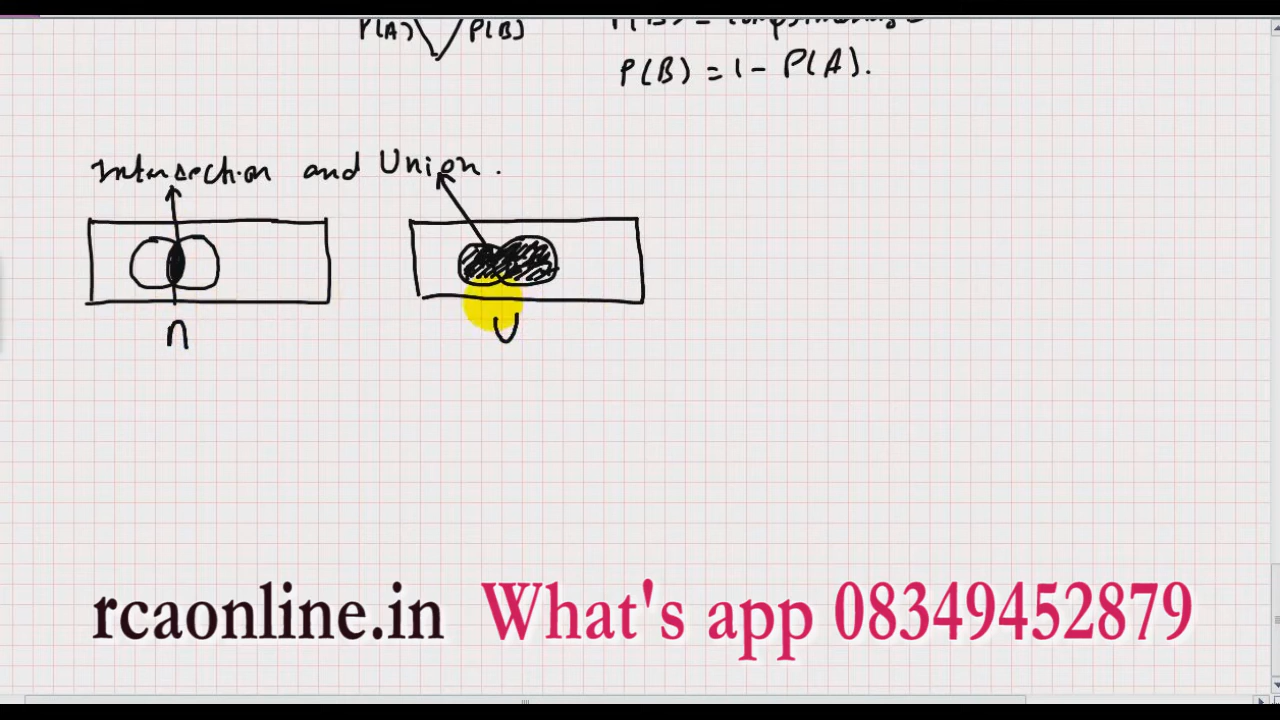 P(A) P(B)
P(B) = 1 - P(A).
Intersection and Union.
∩ ∪
rcaonline.in What's app 08349452879